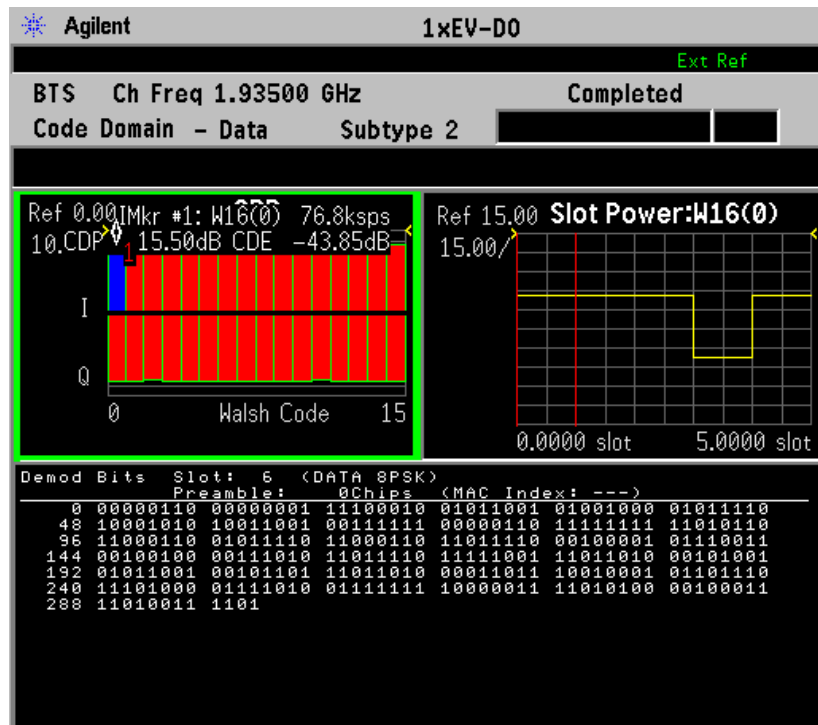 Agilent 1xEV-DO
Ext Ref
BTS Ch Freq 1.93500 GHz Completed
Code Domain - Data Subtype 2
Ref 0.00 IMkr #1: W16(0) 76.8ksps
10. CDP 15.50dB CDE -43.85dB
1
I
Q
0 Walsh Code 15
Ref 15.00 Slot Power:W16(0)
15.00/
0.0000 slot 5.0000 slot
Demod Bits Slot: 6 (DATA 8PSK)
Preamble: 0Chips (MAC Index: ---)
0 00000110 00000001 11100010 01011001 01001000 01011110
48 10001010 10011001 00111111 00000110 11111111 11010110
96 11000110 01011110 11000110 11011110 00100001 01110011
144 00100100 00111010 11011110 11111001 11011010 00101001
192 01011001 00101101 11011010 00011011 10010001 01101110
240 11101000 01111010 01111111 10000011 11010100 00100011
288 11010011 1101